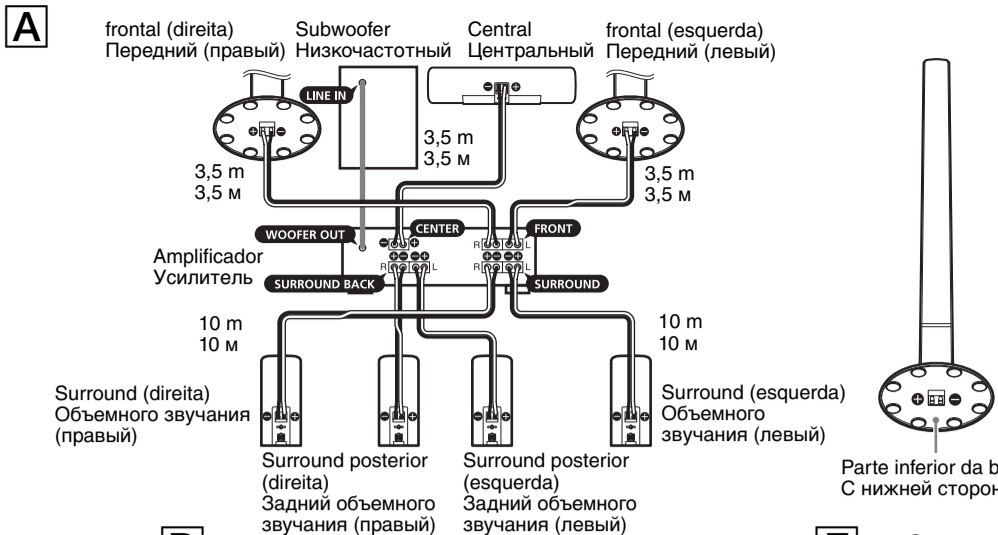 A
frontal (direita)
Передний (правый)
Subwoofer
Низкочастотный
Central
Центральный
frontal (esquerda)
Передний (левый)
LINE IN
3,5 m
3,5 м
3,5 m
3,5 м
3,5 m
3,5 м
WOOFER OUT
CENTER
FRONT
R
L
Amplificador
Усилитель
SURROUND BACK
R
L
R
L
SURROUND
10 m
10 м
10 m
10 м
Surround (direita)
Объемного звучания
(правый)
Surround (esquerda)
Объемного
звучания (левый)
Surround posterior
(direita)
Задний объемного
звучания (правый)
Surround posterior
(esquerda)
Задний объемного
звучания (левый)
Parte inferior da
С нижней